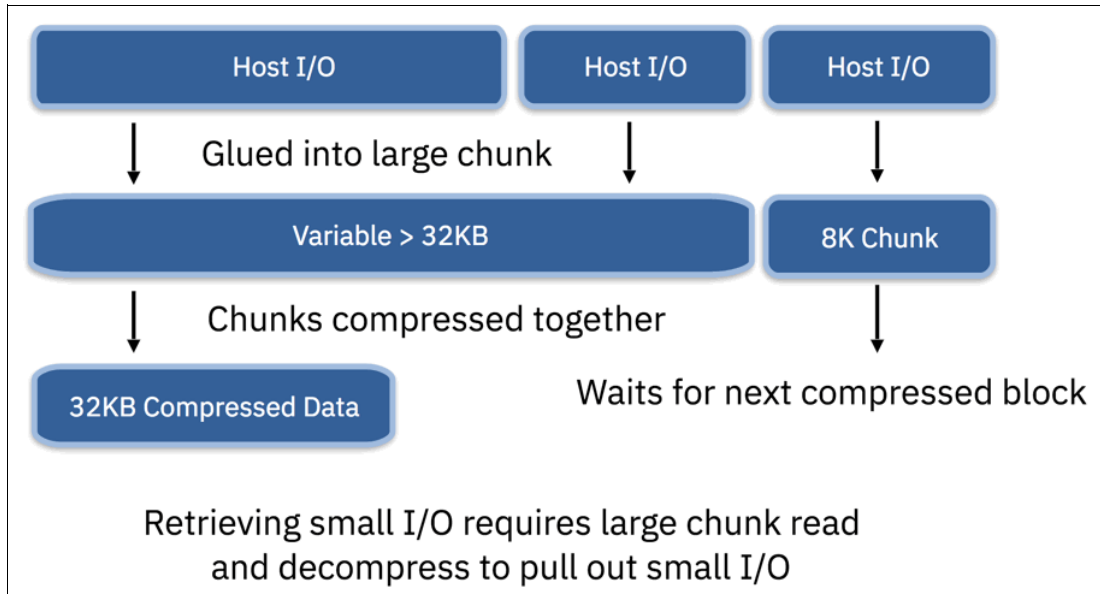 Host I/O
Host I/O
Host I/O
Glued into large chunk
Variable > 32KB
8K Chunk
Chunks compressed together
32KB Compressed Data
Waits for next compressed block
Retrieving small I/O requires large chunk read
and decompress to pull out small I/O